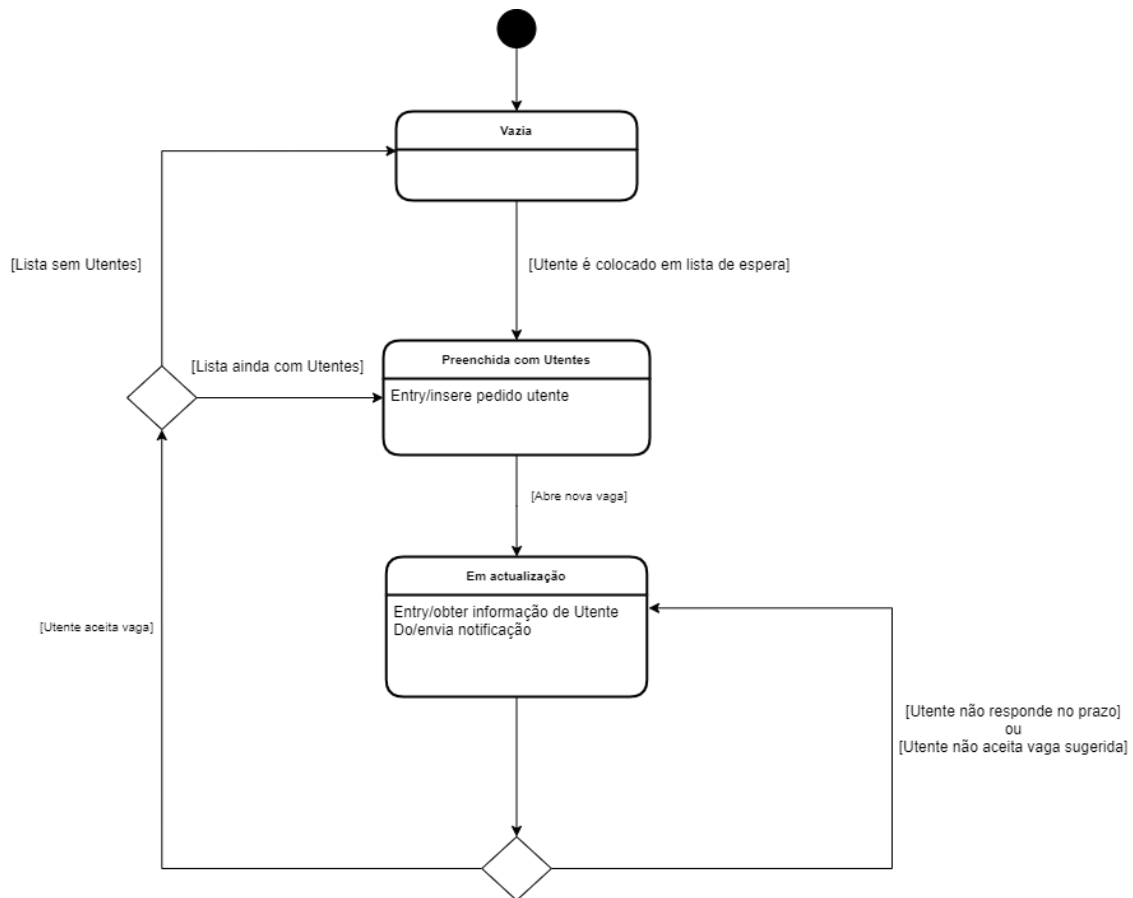 Vazia
[Lista sem Utentes]
[Utente é colocado em lista de espera]
Preenchida com Utentes
[Lista ainda com Utentes]
Entry/insere pedido utente
[Abre nova vaga]
Em actualização
Entry/obter informação de Utente
Do/envia notificação
[Utente aceita vaga]
[Utente não responde no prazo]
ou
[Utente não aceita vaga sugerida]